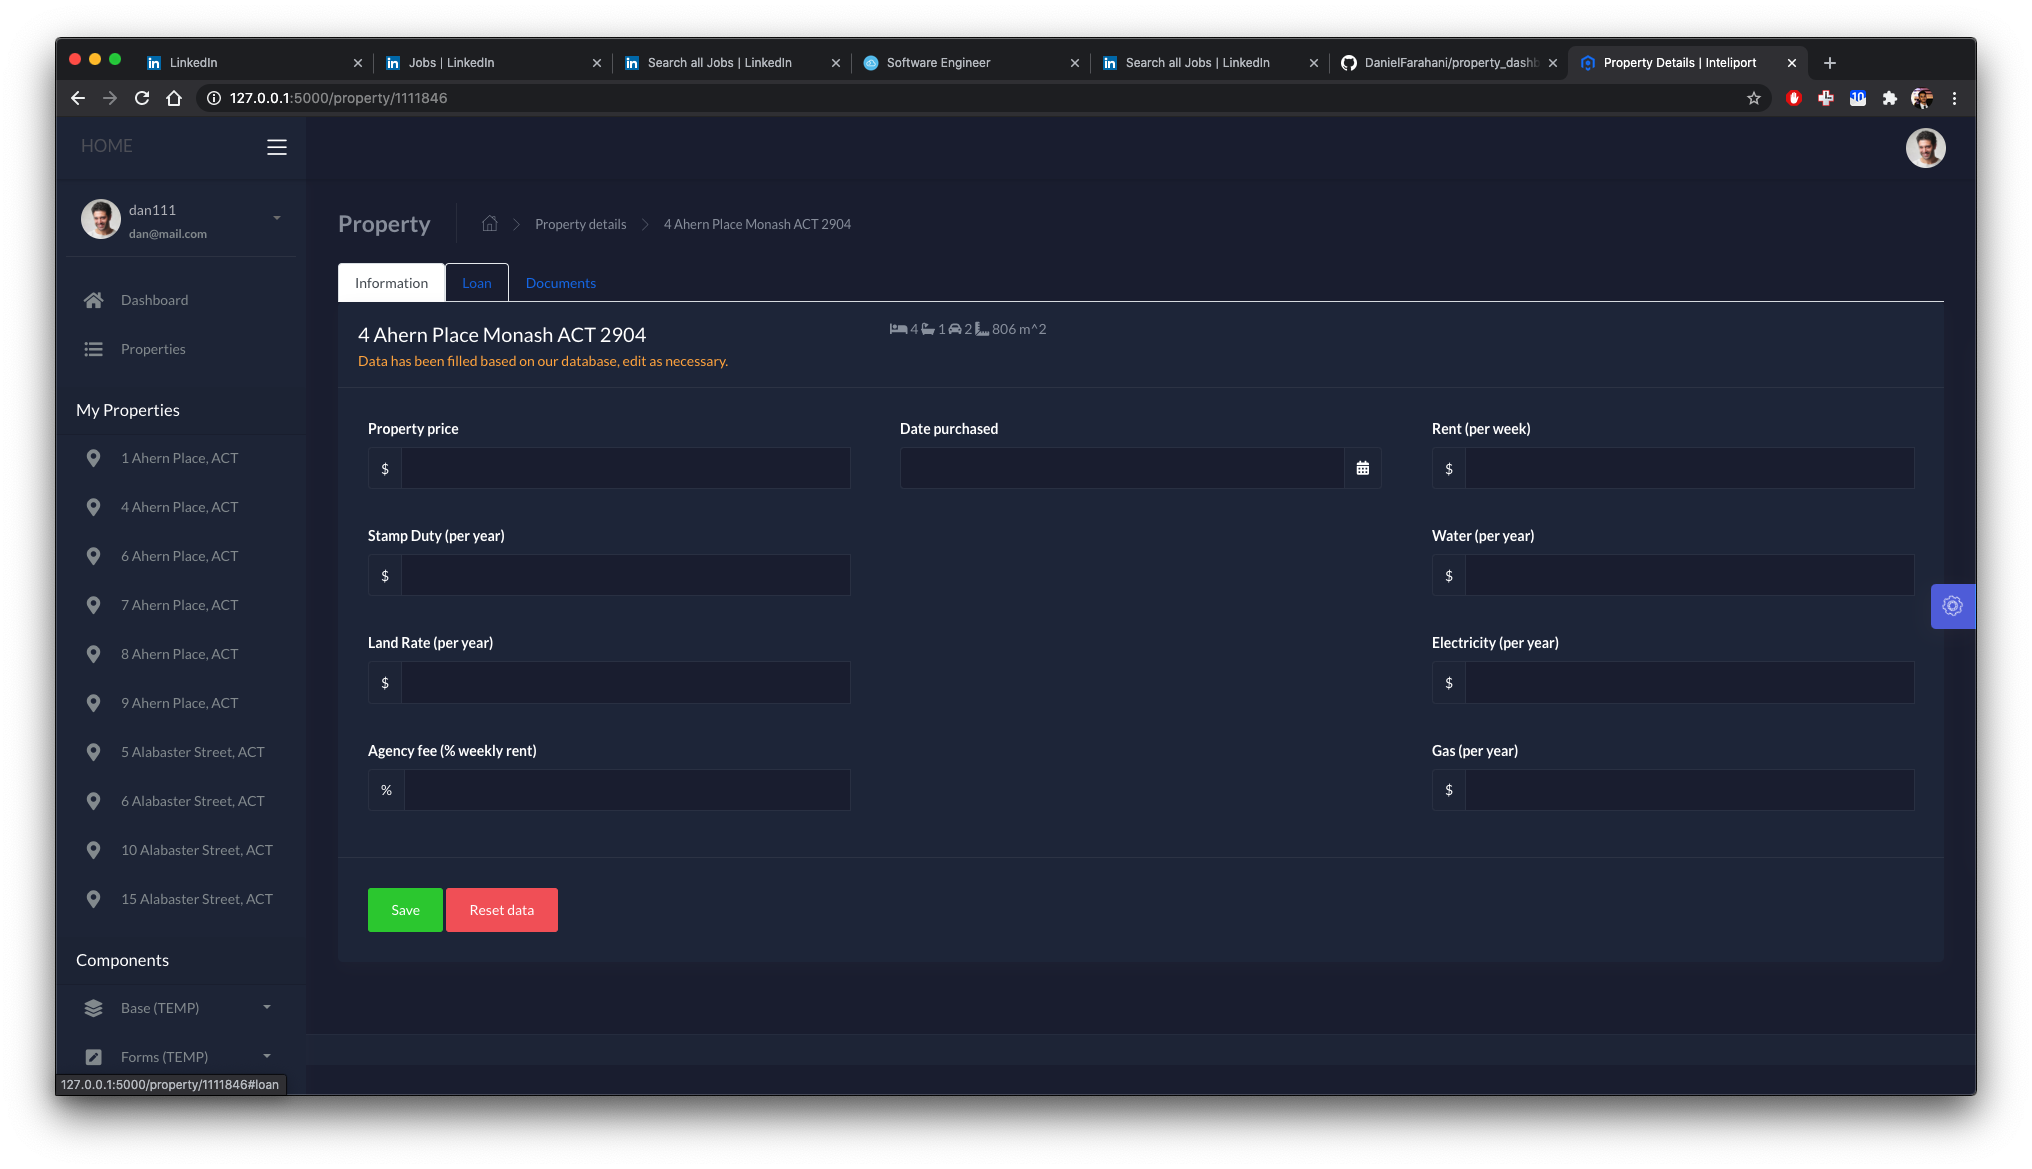 LinkedIn
Jobs | LinkedIn
Search all Jobs | LinkedIn
Software Engineer
Search all Jobs | LinkedIn
DanielFarahani/property_dashb
Property Details | Inteliport
127.0.0.1:5000/property/1111846
10
HOME
dan111
dan@mail.com
Dashboard
Properties
My Properties
1 Ahern Place, ACT
4 Ahern Place, ACT
6 Ahern Place, ACT
7 Ahern Place, ACT
8 Ahern Place, ACT
9 Ahern Place, ACT
5 Alabaster Street, ACT
6 Alabaster Street, ACT
10 Alabaster Street, ACT
15 Alabaster Street, ACT
Components
Base (TEMP)
Forms (TEMP)
127.0.0.1:5000/property/1111846#loan
Property
Property details
4 Ahern Place Monash ACT 2904
Information
Loan
Documents
4 Ahern Place Monash ACT 2904
4 1 2 806 m^2
Data has been filled based on our database, edit as necessary.
Property price
$
Date purchased
Rent (per week)
$
Stamp Duty (per year)
$
Water (per year)
$
Land Rate (per year)
$
Electricity (per year)
$
Agency fee (% weekly rent)
%
Gas (per year)
$
Save
Reset data